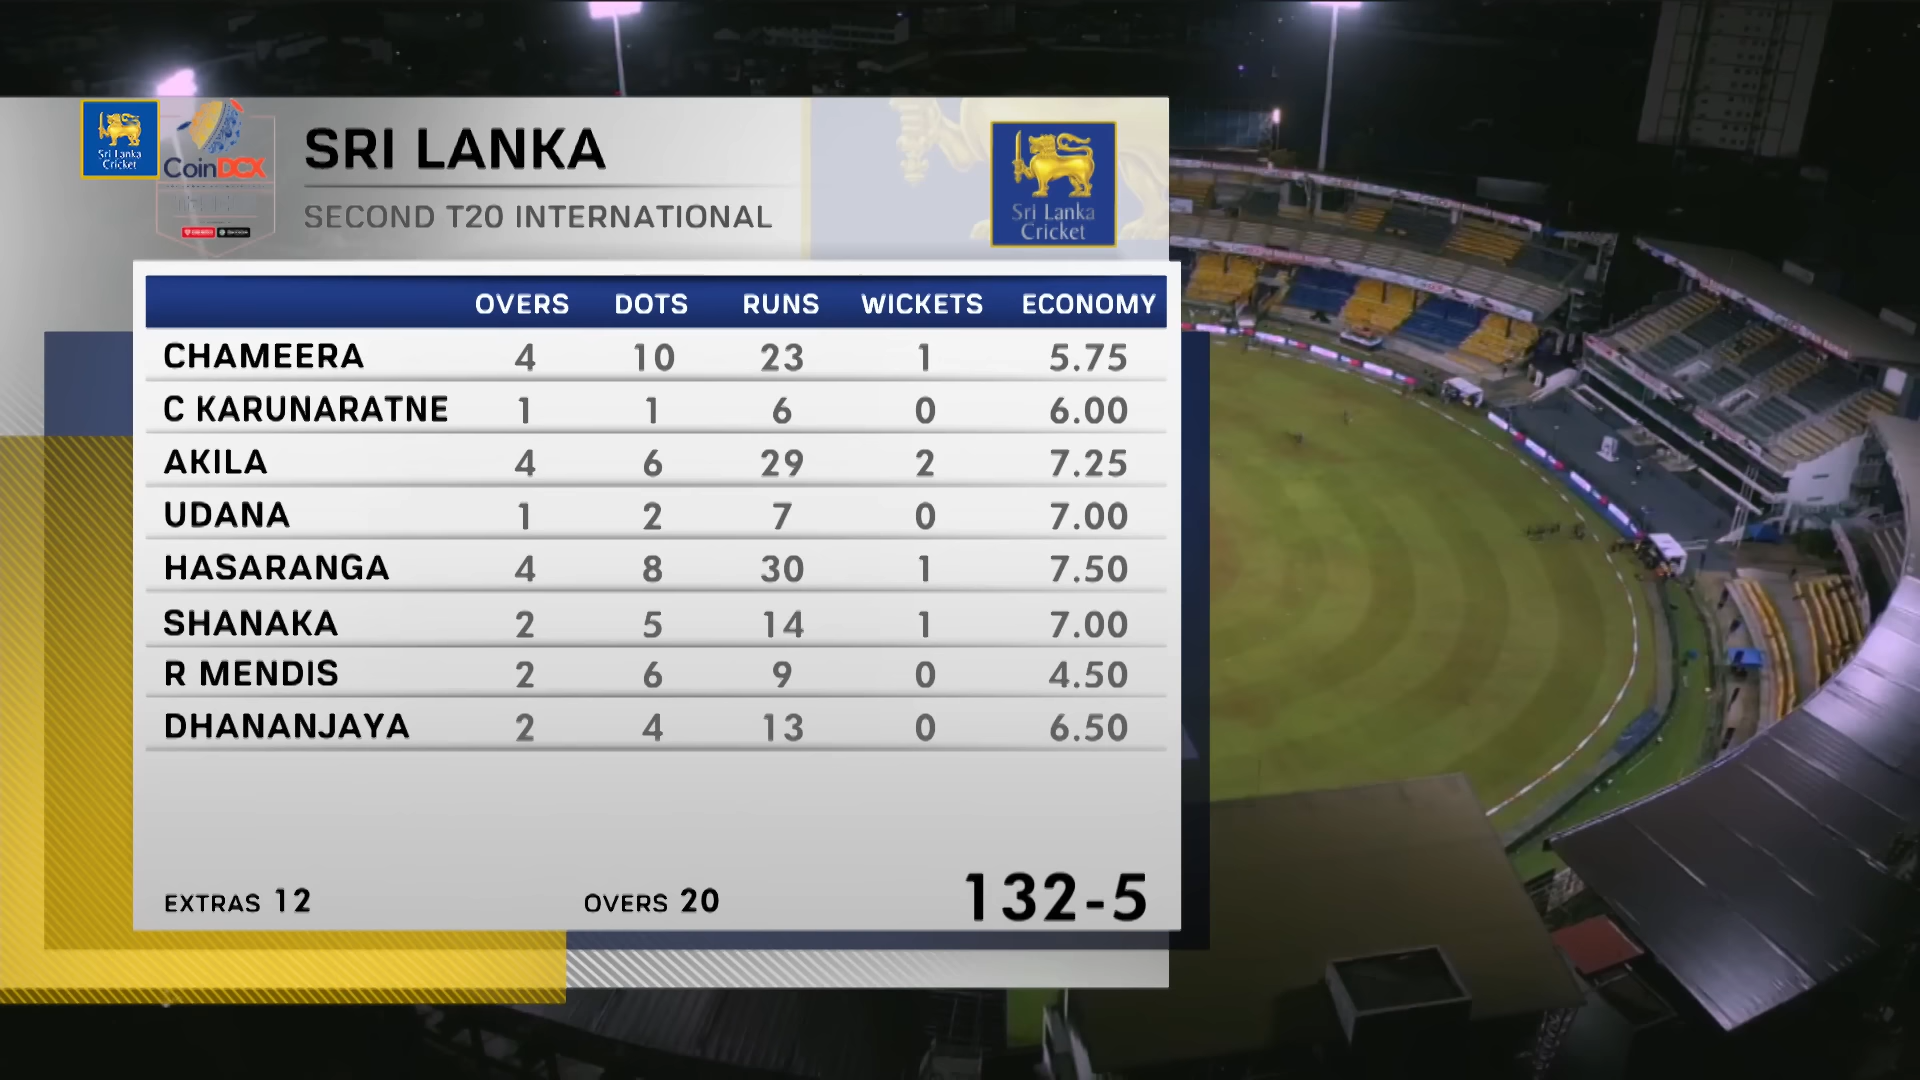 Sri Lanka
Cricket
CoinDCX
SRI LANKA
SECOND T20 INTERNATIONAL
Sri Lanka
Cricket
OVERS DOTS RUNS WICKETS ECONOMY
CHAMEERA 4 10 23 1 5.75
C KARUNARATNE 1 1 6 0 6.00
AKILA 4 6 29 2 7.25
UDANA 1 2 7 0 7.00
HASARANGA 4 8 30 1 7.50
SHANAKA 2 5 14 1 7.00
R MENDIS 2 6 9 0 4.50
DHANANJAYA 2 4 13 0 6.50
EXTRAS 12 OVERS 20 132-5